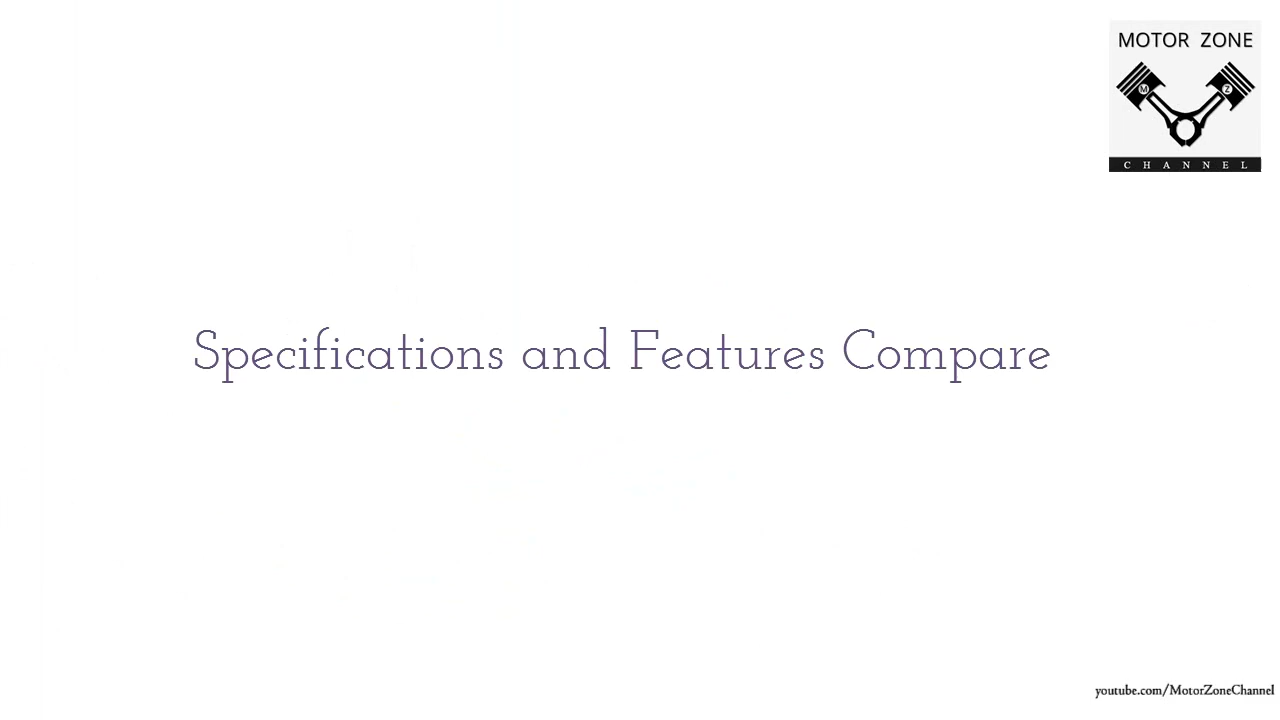 MOTOR ZONE
M Z
CHANNEL
Specifications and Features Compare
youtube.com/MotorZoneChannel